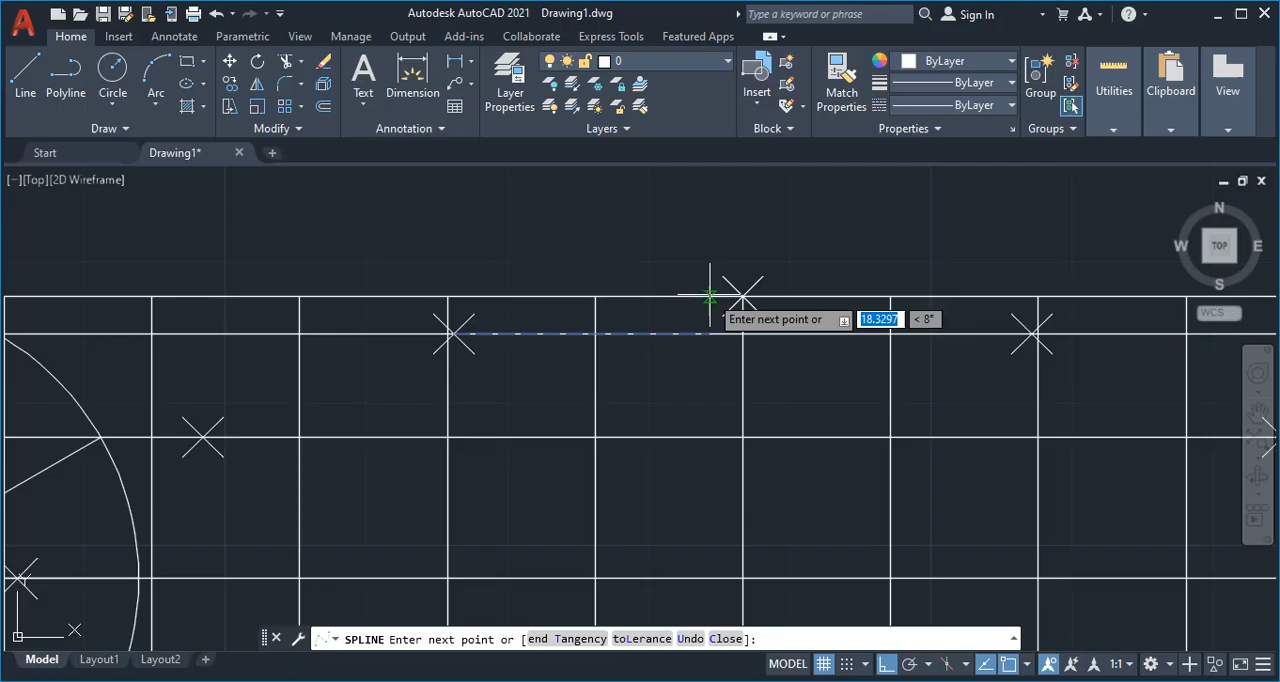 Autodesk AutoCAD 2021 Drawing1.dwg Type a keyword or phrase Sign In
Home Insert Annotate Parametric View Manage Output Add-ins Collaborate Express Tools Featured Apps
Line Polyline Circle Arc Text Dimension Layer Properties 0 Insert Match Properties ByLayer ByLayer ByLayer Group Utilities Clipboard View
Draw Modify Annotation Layers Block Properties Groups
Start Drawing1* +
[−][Top][2D Wireframe]
N
W TOP E
S
WCS
Enter next point or 18.3297 < 8°
Y
X
SPLINE Enter next point or [end Tangency toLerance Undo Close]:
Model Layout1 Layout2 + MODEL 1:1